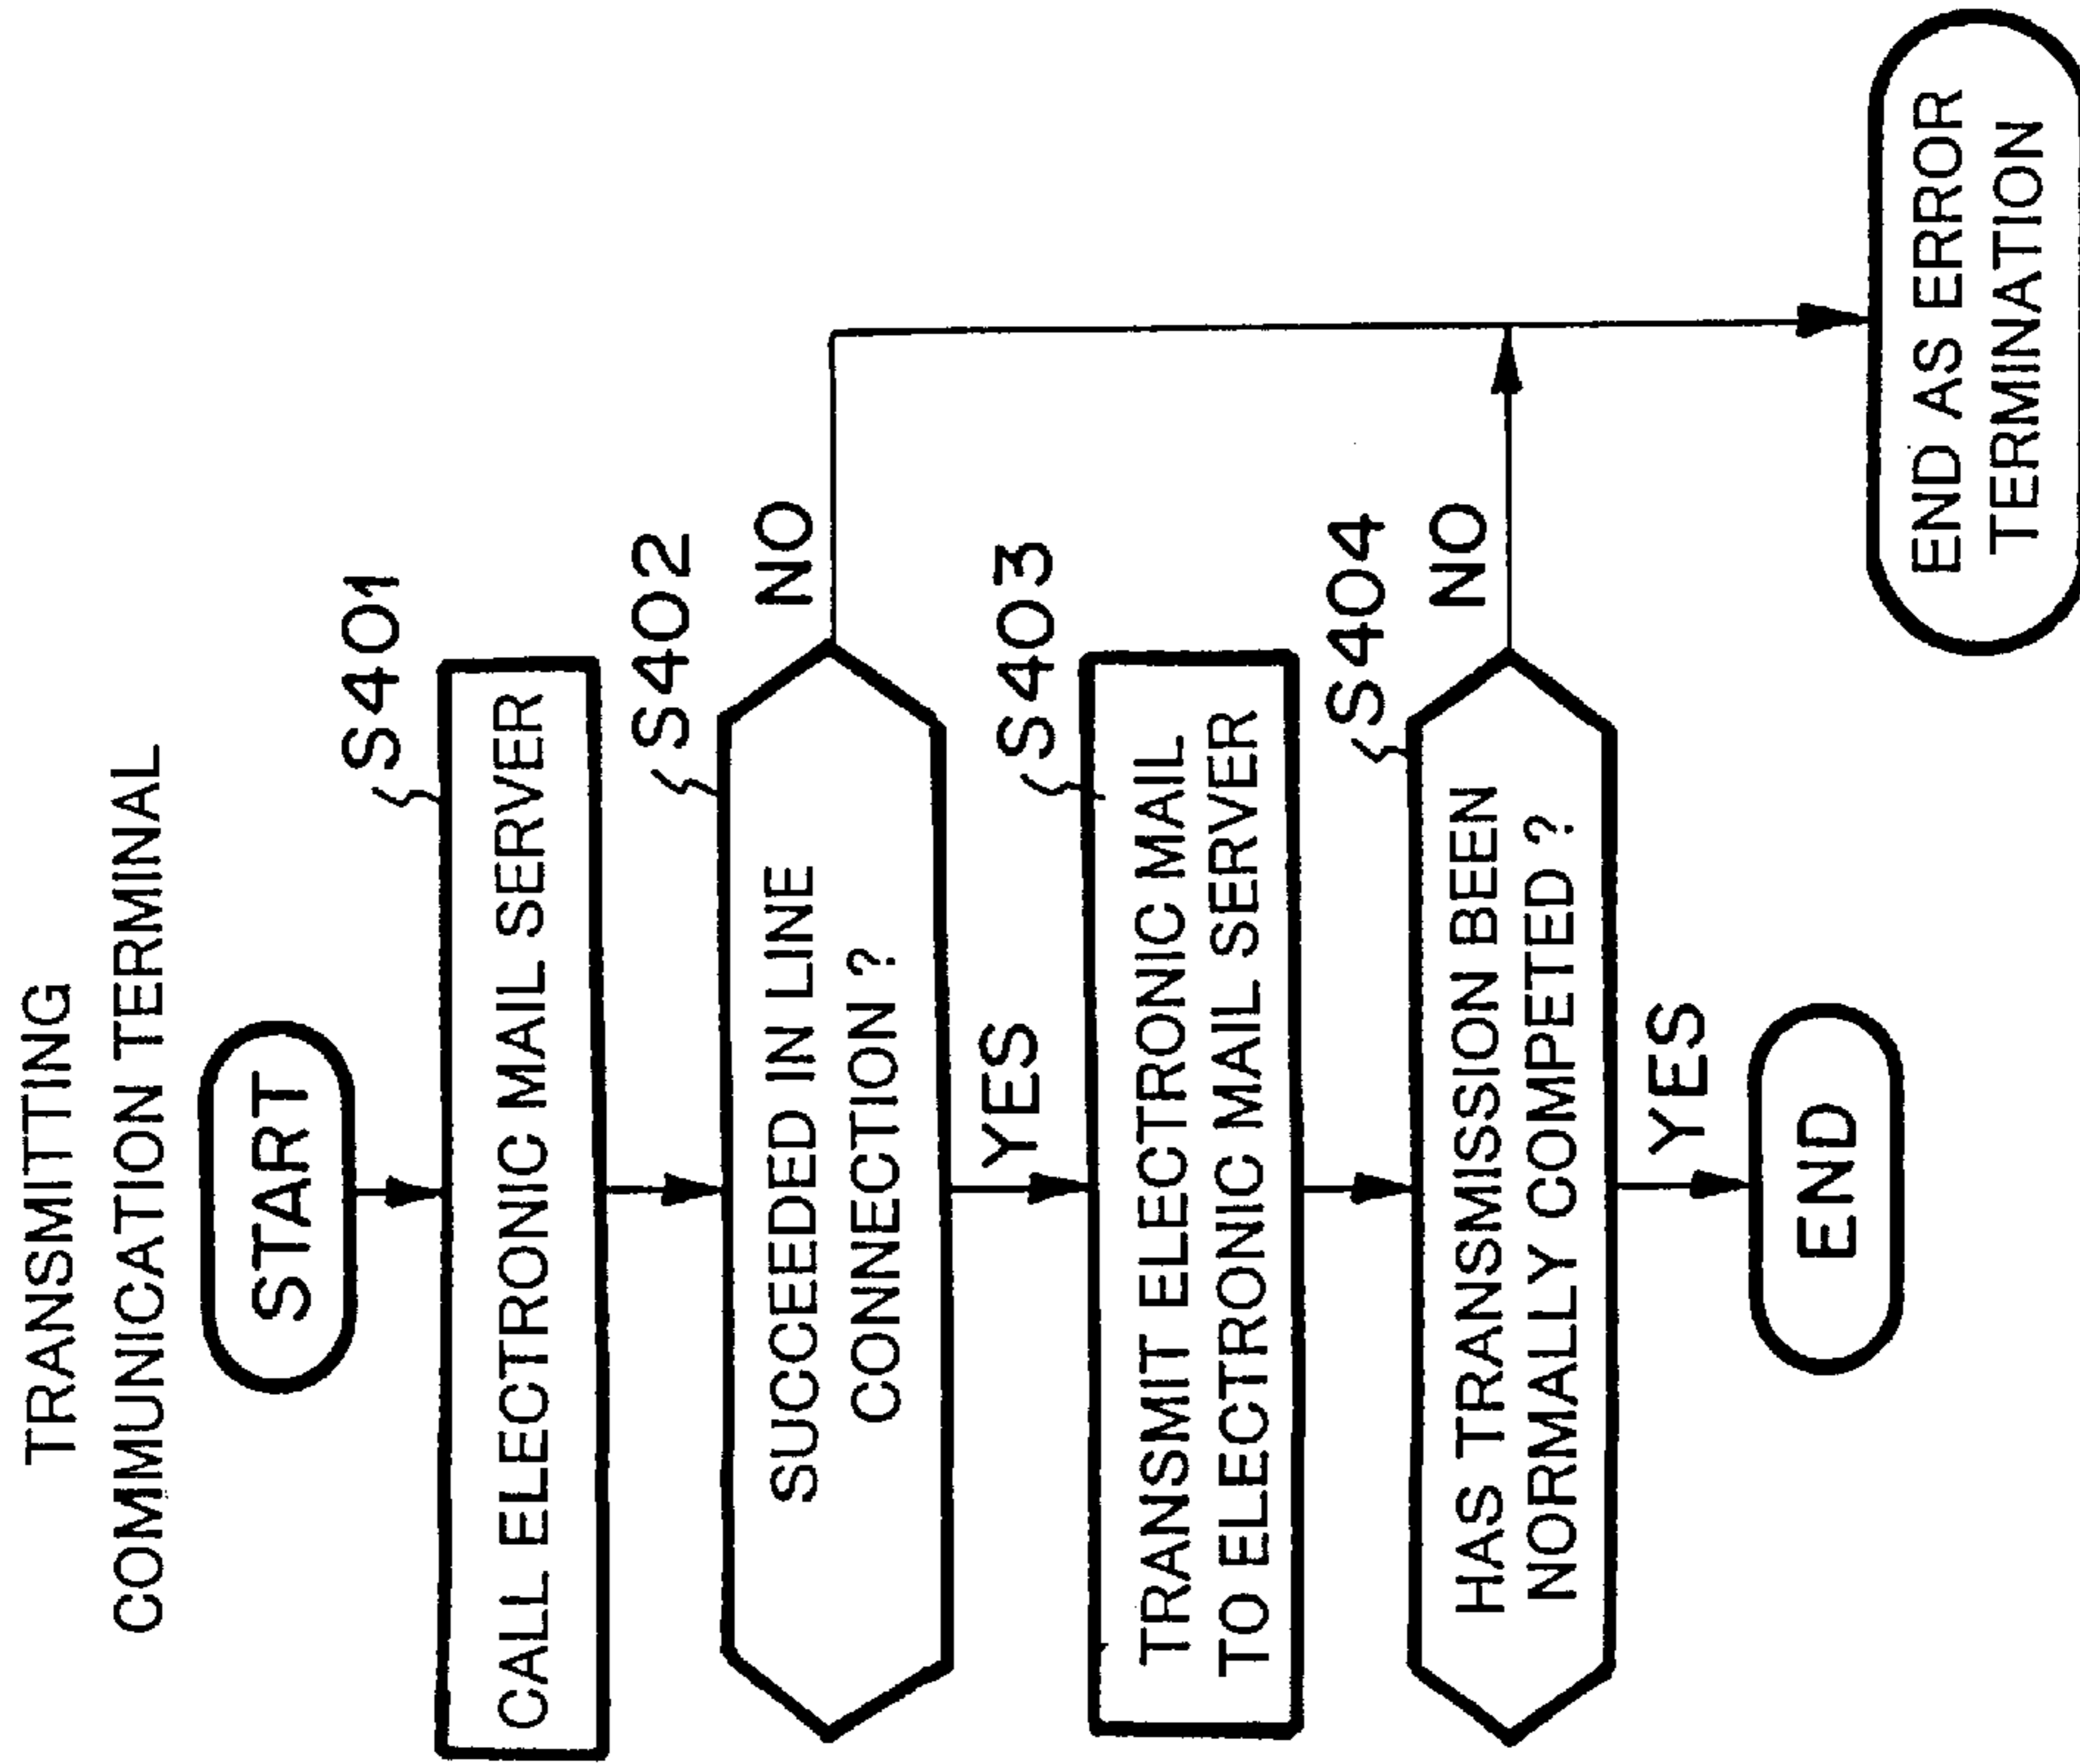 TRANSMITTING
COMMUNICATION TERMINAL
START
S401
CALL ELECTRONIC MAIL SERVER
S402
SUCCEEDED IN LINE
CONNECTION ?
NO
YES
S403
TRANSMIT ELECTRONIC MAIL
TO ELECTRONIC MAIL SERVER
S404
HAS TRANSMISSION BEEN
NORMALLY COMPETED ?
NO
YES
END
END AS ERROR
TERMINATION